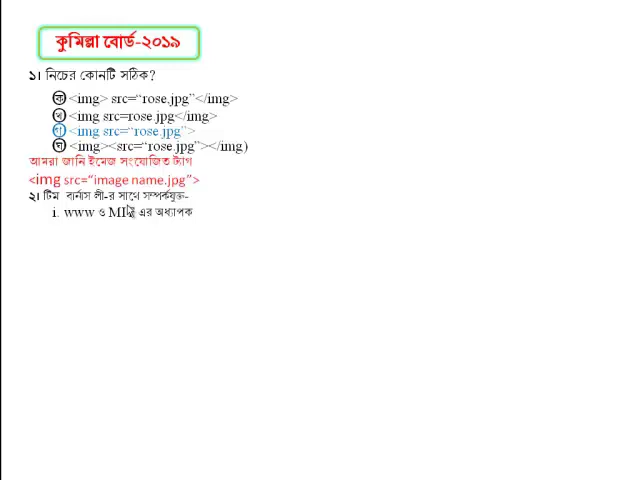 কুমিল্লা বোর্ড-২০১৯
১। নিচের কোনটি সঠিক?
ক <img> src=“rose.jpg”</img>
খ <img src=rose.jpg</img>
গ <img src=“rose.jpg”>
ঘ <img><src=“rose.jpg”></img)
আমরা জানি ইমেজ সংযোজিত ট্যাগ
<img src=“image name.jpg”>
২। টিম বার্নাস লী-র সাথে সম্পর্কযুক্ত-
i. www ও MIT এর অধ্যাপক